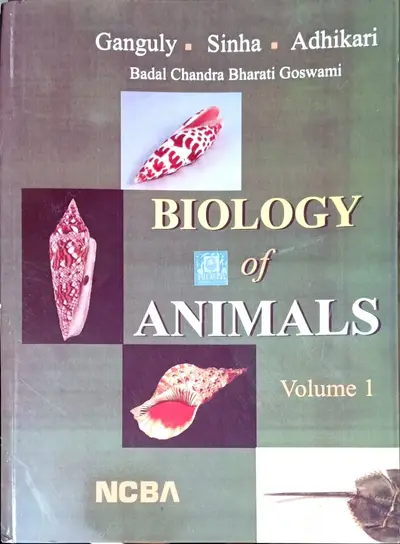 Ganguly ▪ Sinha ▪ Adhikari
Badal Chandra Bharati Goswami
BIOLOGY
of
ANIMALS
Volume 1
NCBA